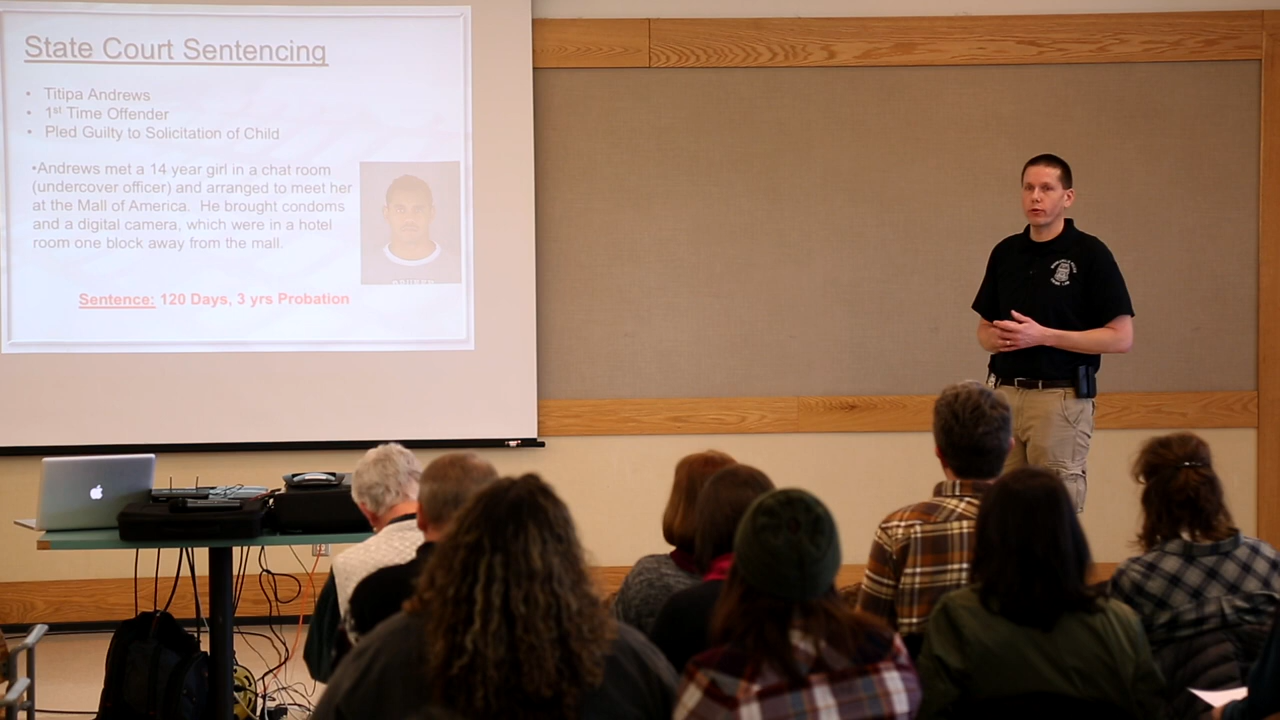 State Court Sentencing
• Titipa Andrews
• 1st Time Offender
• Pled Guilty to Solicitation of Child
•Andrews met a 14 year girl in a chat room
(undercover officer) and arranged to meet her
at the Mall of America. He brought condoms
and a digital camera, which were in a hotel
room one block away from the mall.
Sentence: 120 Days, 3 yrs Probation